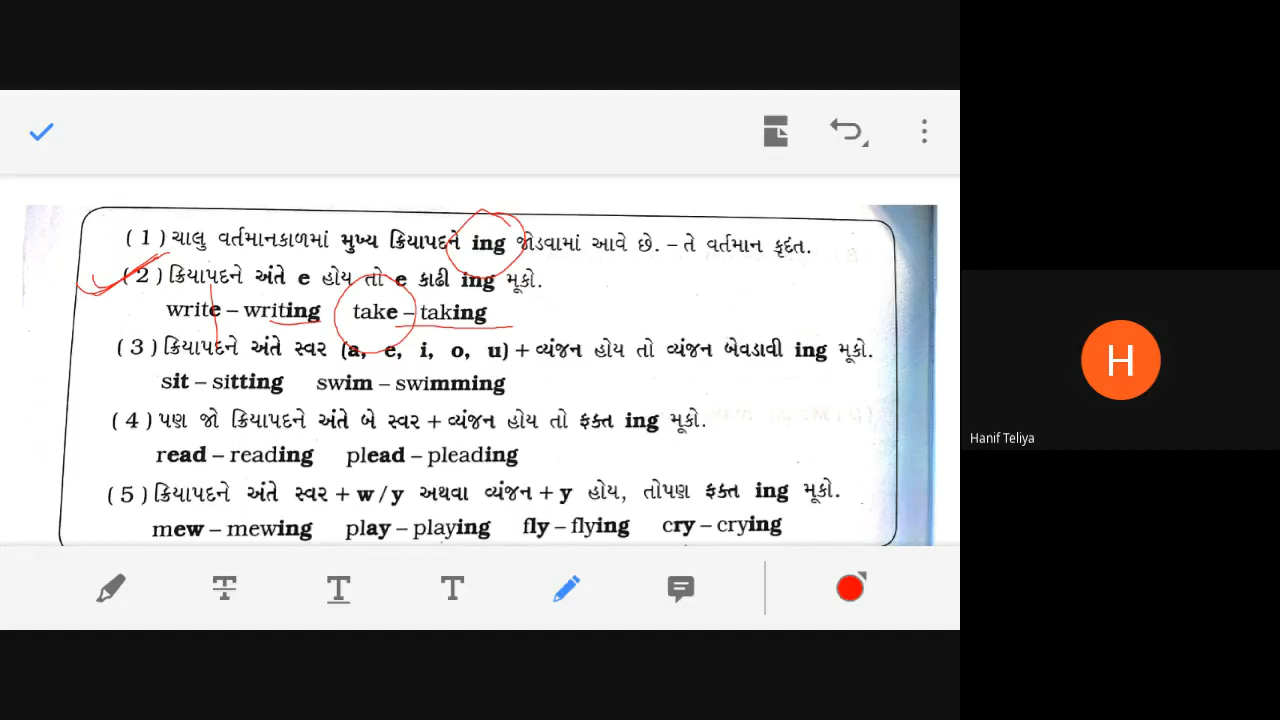 ( 1 ) ચાલુ વર્તમાનકાળમાં મુખ્ય ક્રિયાપદને ing જોડવામાં આવે છે. – તે વર્તમાન કૃદંત.
( 2 ) ક્રિયાપદને અંતે e હોય તો e કાઢી ing મૂકો.
write – writing take – taking
( 3 ) ક્રિયાપદને અંતે સ્વર (a, e, i, o, u) + વ્યંજન હોય તો વ્યંજન બેવડાવી ing મૂકો.
sit – sitting swim – swimming
( 4 ) પણ જો ક્રિયાપદને અંતે બે સ્વર + વ્યંજન હોય તો ફક્ત ing મૂકો.
read – reading plead – pleading
( 5 ) ક્રિયાપદને અંતે સ્વર + w / y અથવા વ્યંજન + y હોય, તોપણ ફક્ત ing મૂકો.
mew – mewing play – playing fly – flying cry – crying
H
Hanif Teliya